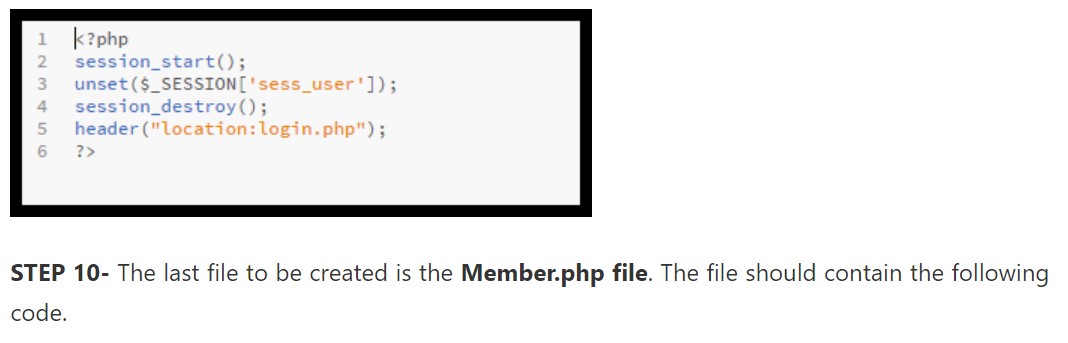 1 <?php
2 session_start();
3 unset($_SESSION['sess_user']);
4 session_destroy();
5 header("location:login.php");
6 ?>
STEP 10- The last file to be created is the Member.php file. The file should contain the following
code.